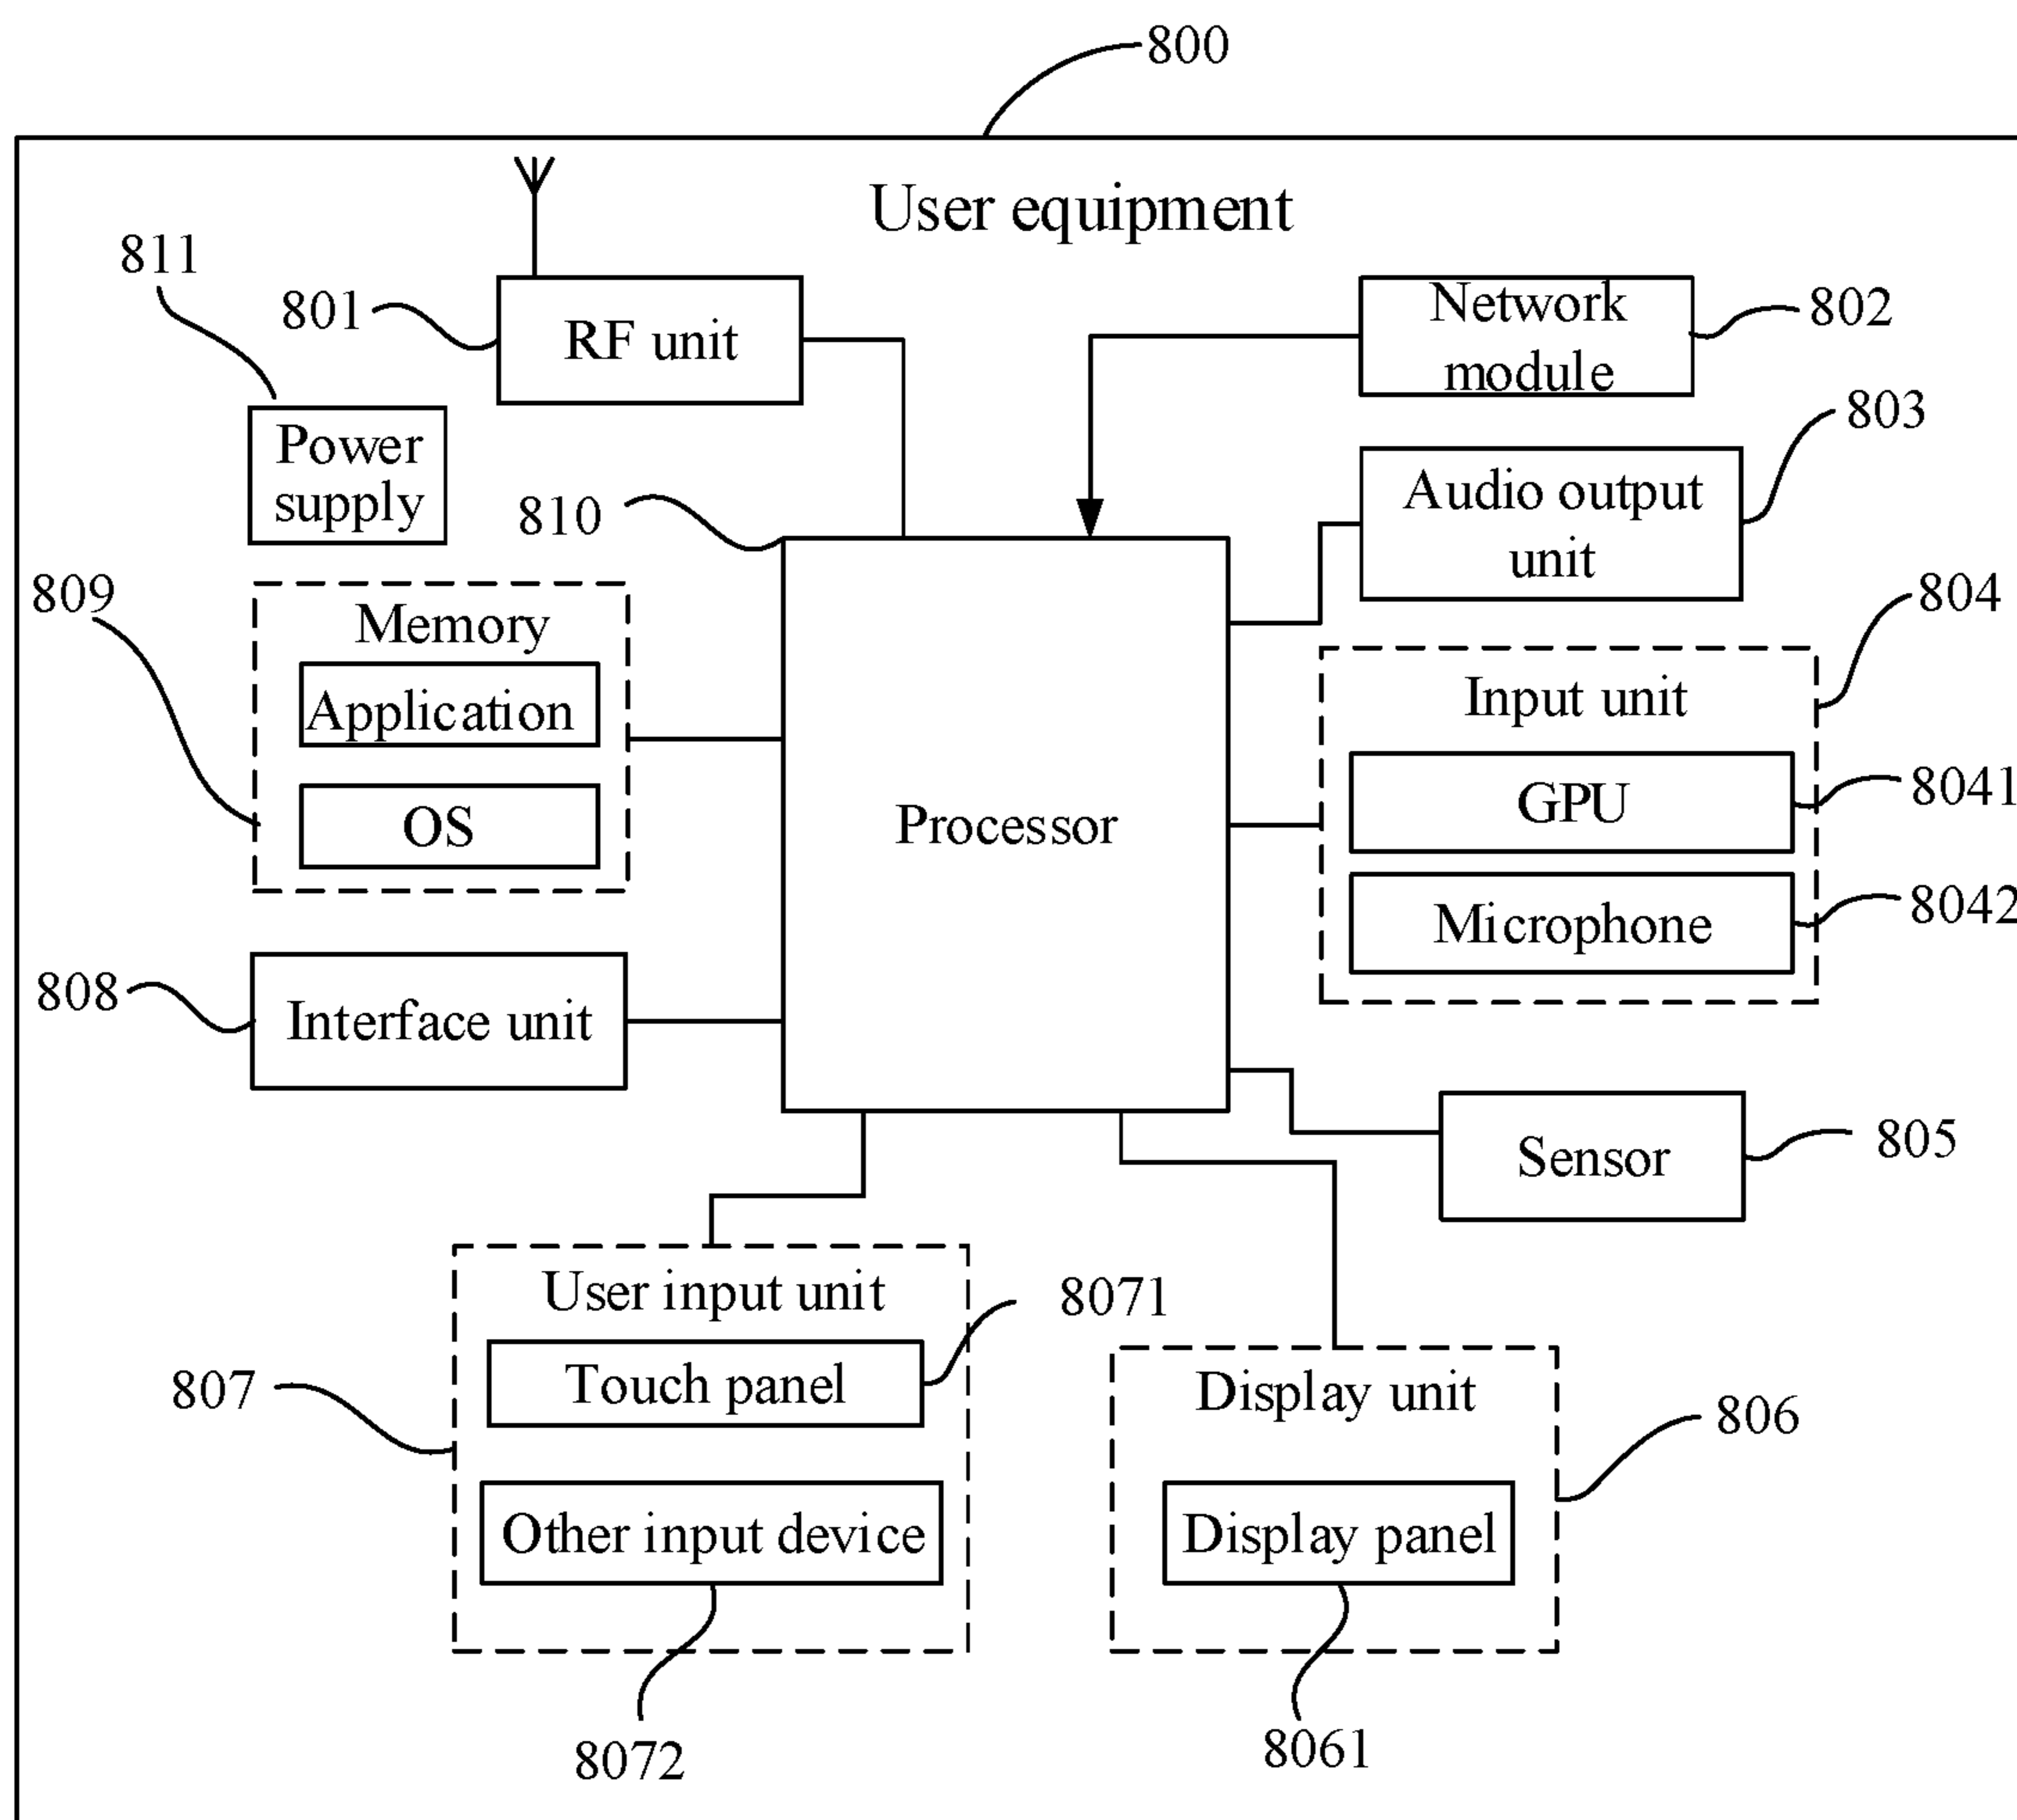 800
User equipment
811
801
RF unit
Network
module
802
Power
supply
803
Audio output
unit
810
809
Memory
Application
OS
804
Input unit
GPU
8041
Microphone
8042
Processor
808
Interface unit
Sensor
805
User input unit
8071
Touch panel
807
Other input device
8072
Display unit
806
Display panel
8061